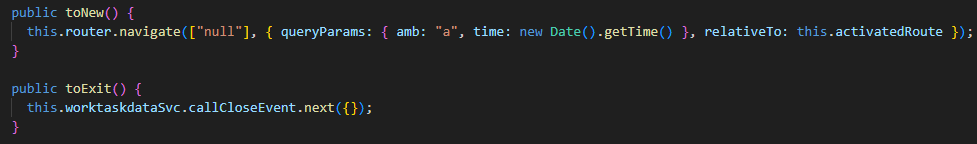 public toNew() {
this.router.navigate(["null"], { queryParams: { amb: "a", time: new Date().getTime() }, relativeTo: this.activatedRoute });
}
public toExit() {
this.worktaskdataSvc.callCloseEvent.next({});
}